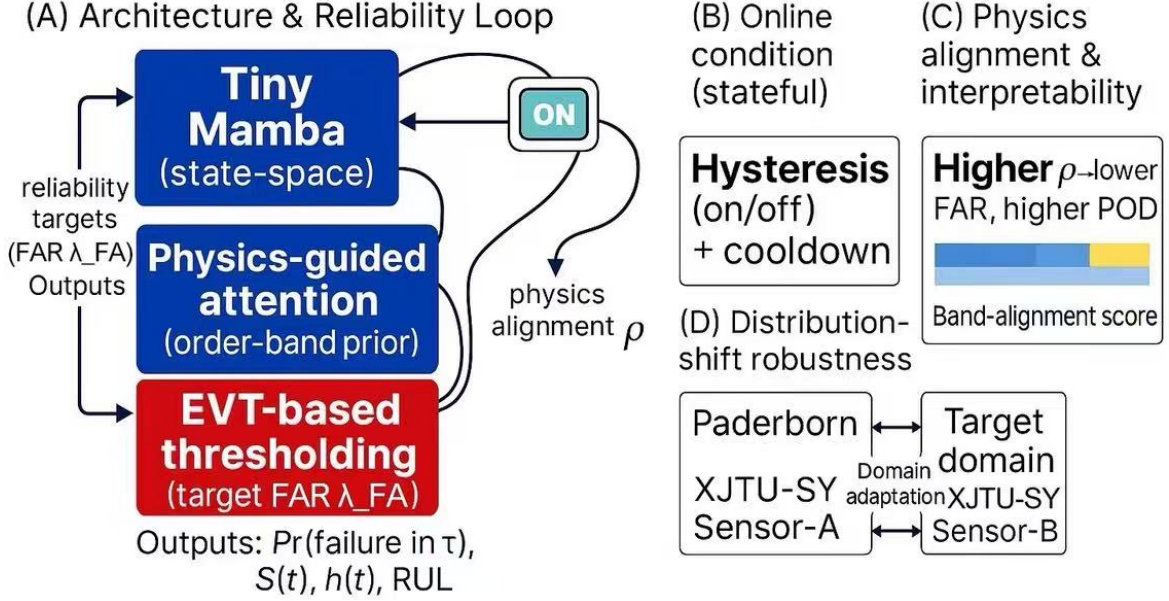 (A) Architecture & Reliability Loop
Tiny
Mamba
(state-space)
ON
reliability
targets
(FAR λ_FA)
Outputs
Physics-guided
attention
(order-band prior)
physics
alignment ρ
EVT-based
thresholding
(target FAR λ_FA)
Outputs: Pr(failure in τ),
S(t), h(t), RUL
(B) Online
condition
(stateful)
Hysteresis
(on/off)
+ cooldown
(C) Physics
alignment &
interpretability
Higher ρ→lower
FAR, higher POD
Band-alignment score
(D) Distribution-
shift robustness
Paderborn
XJTU-SY
Sensor-A
Domain
adaptation
Target
domain
XJTU-SY
Sensor-B